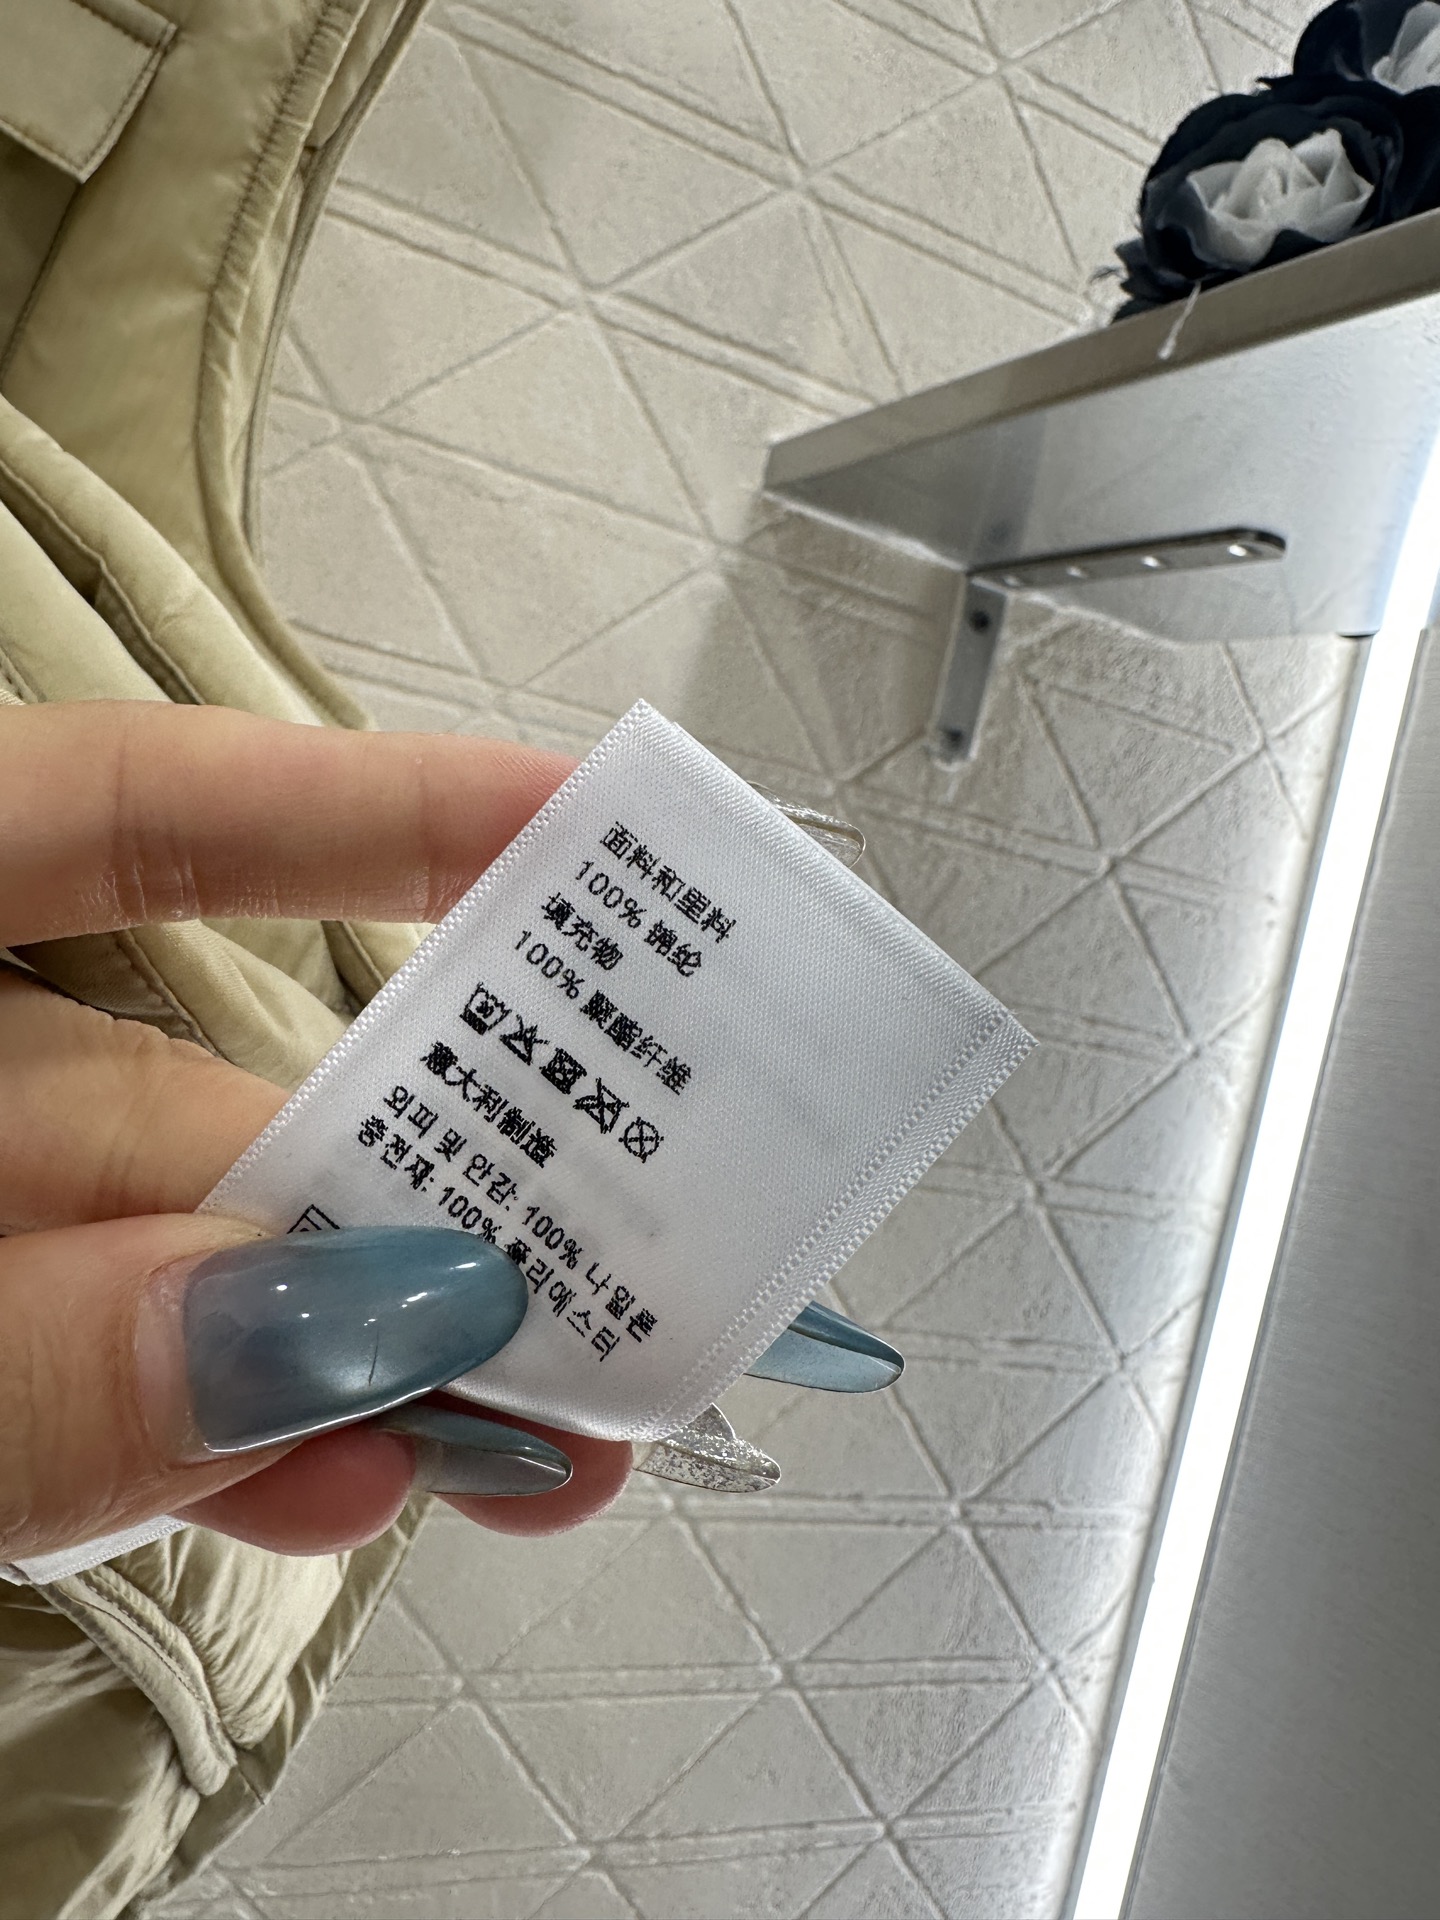 面料和里料
100% 锦纶
填充物
100% 聚酯纤维
意大利制造
외피 및 안감: 100% 나일론
충전재: 100% 폴리에스터